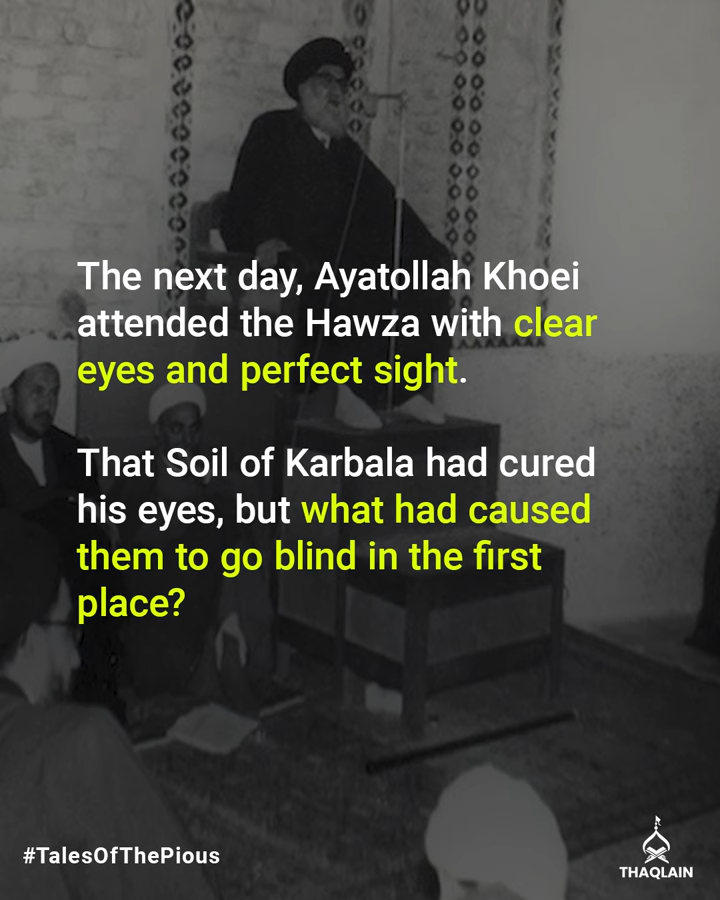 The next day, Ayatollah Khoei
attended the Hawza with clear
eyes and perfect sight.
That Soil of Karbala had cured
his eyes, but what had caused
them to go blind in the first
place?
#TalesOfThePious
THAQLAIN